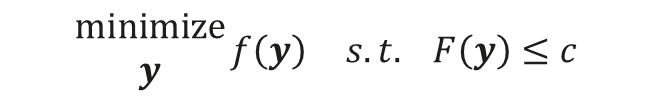 minimize f(y) s.t. F(y) ≤ c
y